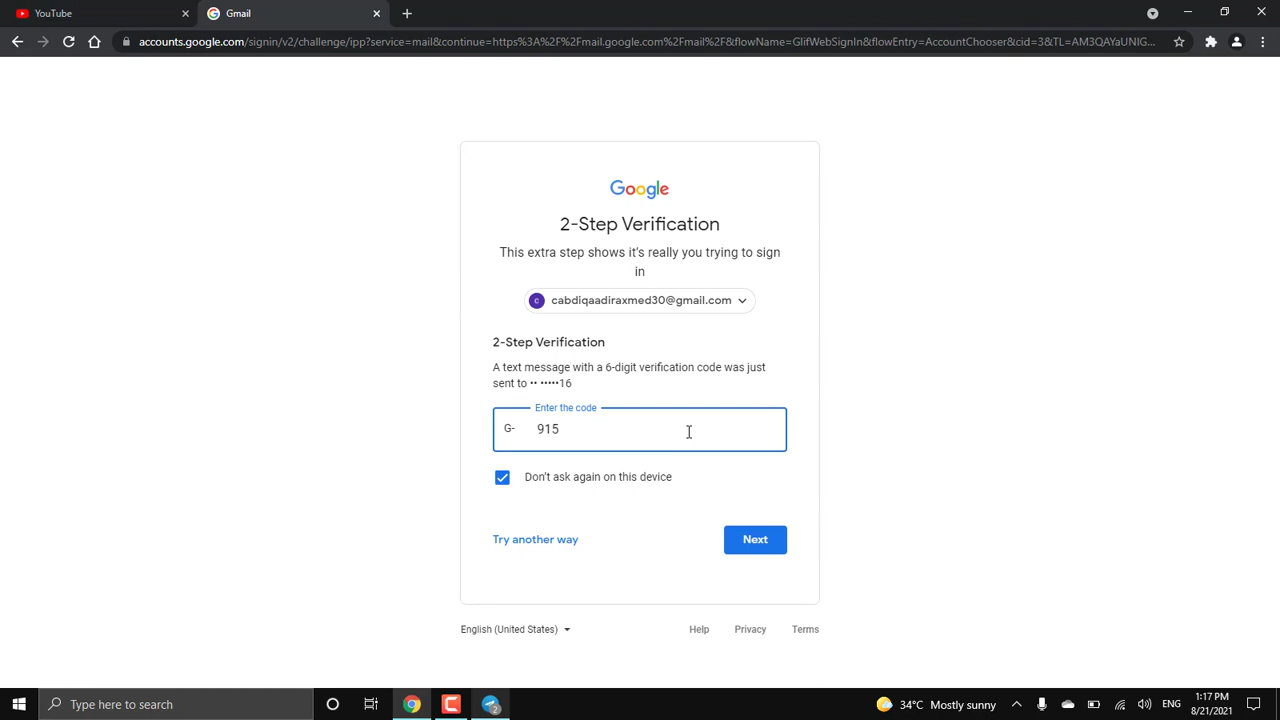 YouTube
Gmail
accounts.google.com/signin/v2/challenge/ipp?service=mail&continue=https%3A%2F%2Fmail.google.com%2Fmail%2F&flowName=GlifWebSignIn&flowEntry=AccountChooser&cid=3&TL=AM3QAYaUNIG...
Google
2-Step Verification
This extra step shows it's really you trying to sign
in
c cabdiqaadiraxmed30@gmail.com
2-Step Verification
A text message with a 6-digit verification code was just
sent to •• •••••16
Enter the code
G- 915
Don't ask again on this device
Try another way
Next
English (United States)
Help Privacy Terms
Type here to search
2
34°C Mostly sunny
ENG
1:17 PM
8/21/2021